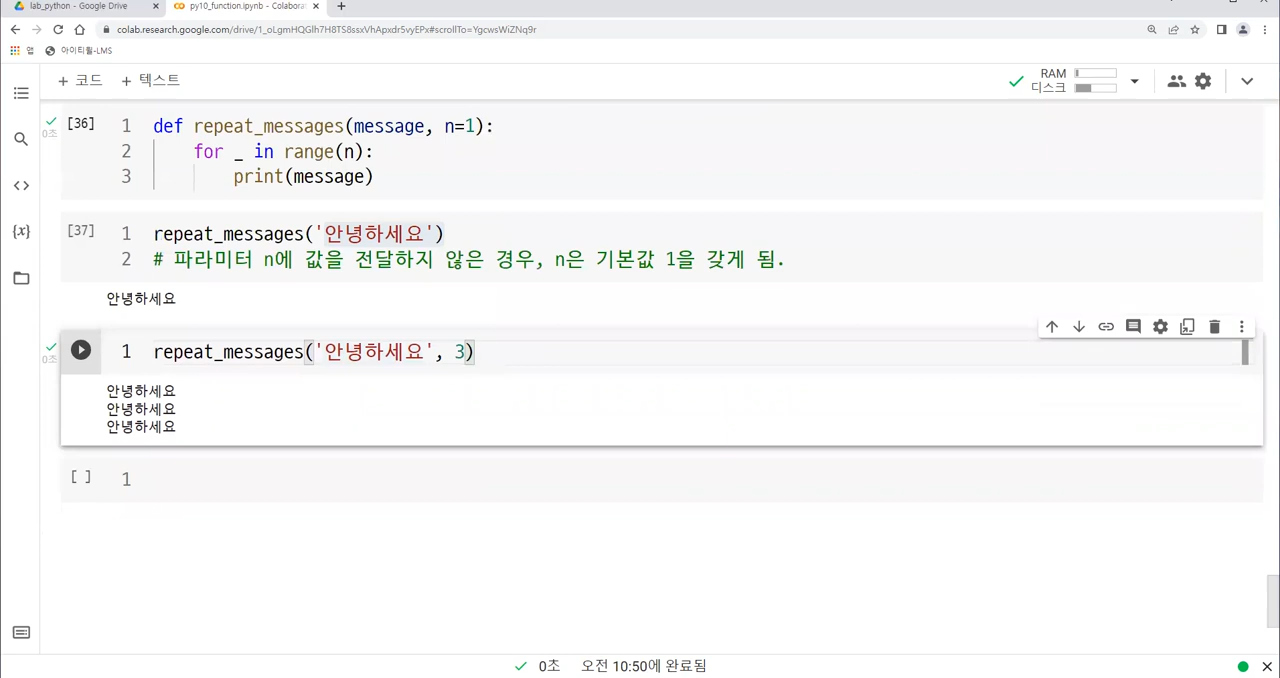 lab_python - Google Drive
py10_function.ipynb - Colaborat
colab.research.google.com/drive/1_oLgmHQGlh7H8TS8ssxVhApxdr5vyEPx#scrollTo=YgcwsWiZNq9r
앱
아이티윌-LMS
+ 코드
+ 텍스트
RAM
디스크
[36]
0초
1 def repeat_messages(message, n=1):
2 for _ in range(n):
3 print(message)
[37]
1 repeat_messages('안녕하세요')
2 # 파라미터 n에 값을 전달하지 않은 경우, n은 기본값 1을 갖게 됨.
안녕하세요
0초
1 repeat_messages('안녕하세요', 3)
안녕하세요
안녕하세요
안녕하세요
[ ] 1
0초 오전 10:50에 완료됨